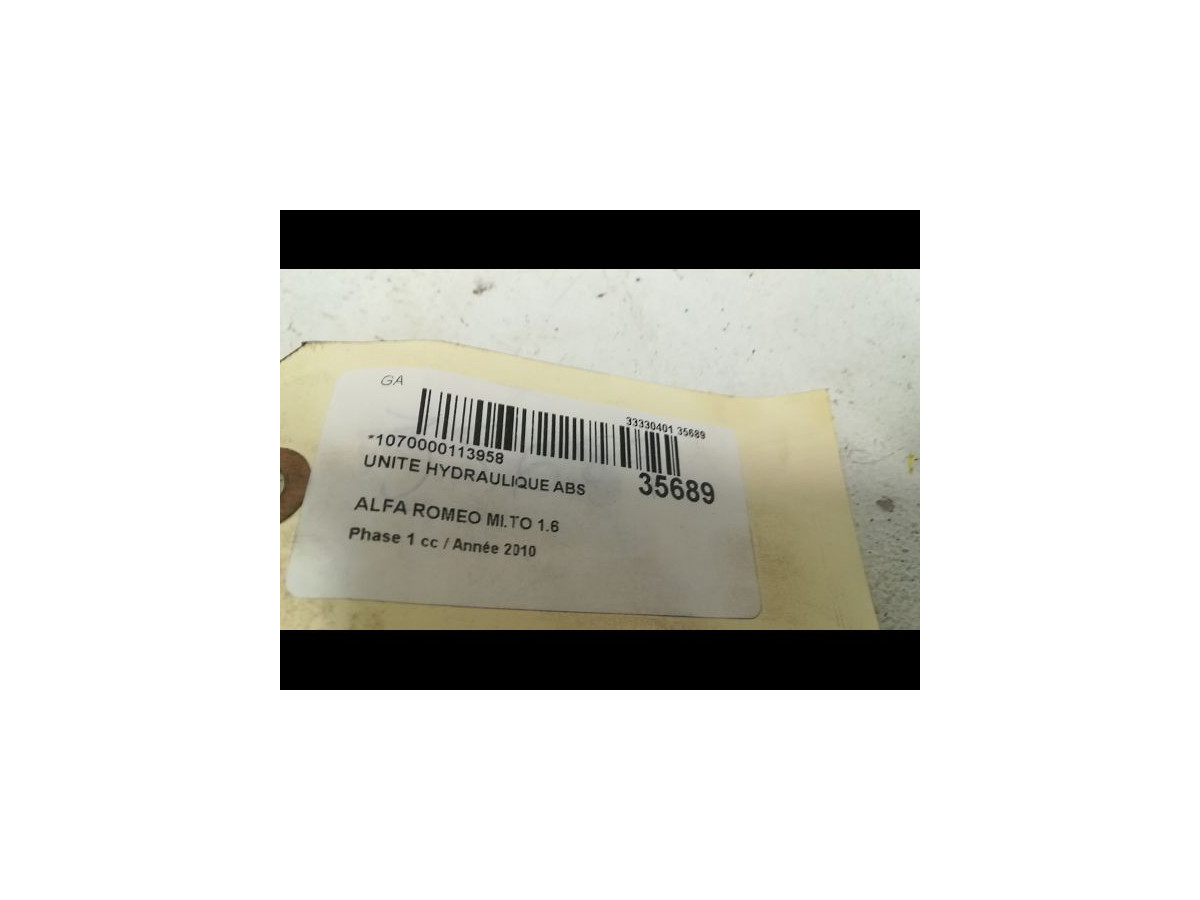 GA
33330401 35689
*1070000113958
UNITE HYDRAULIQUE ABS
35689
ALFA ROMEO MI.TO 1.6
Phase 1 cc / Année 2010